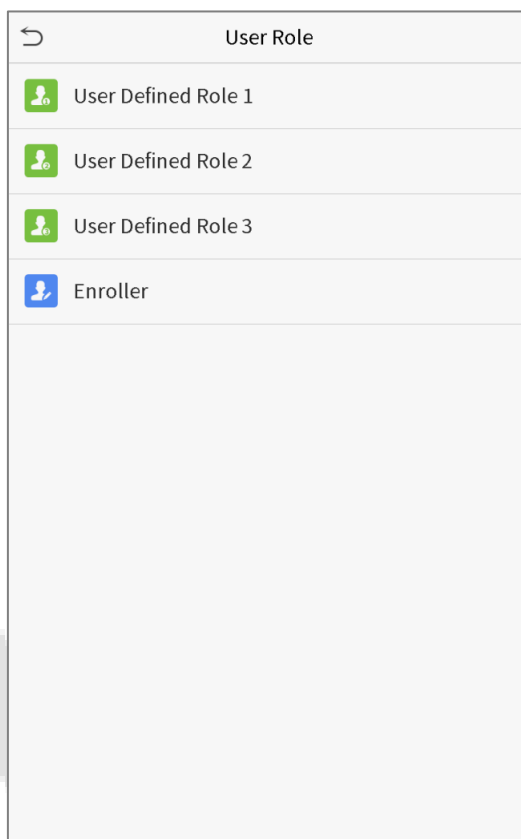 User Role
User Defined Role 1
User Defined Role 2
User Defined Role 3
Enroller